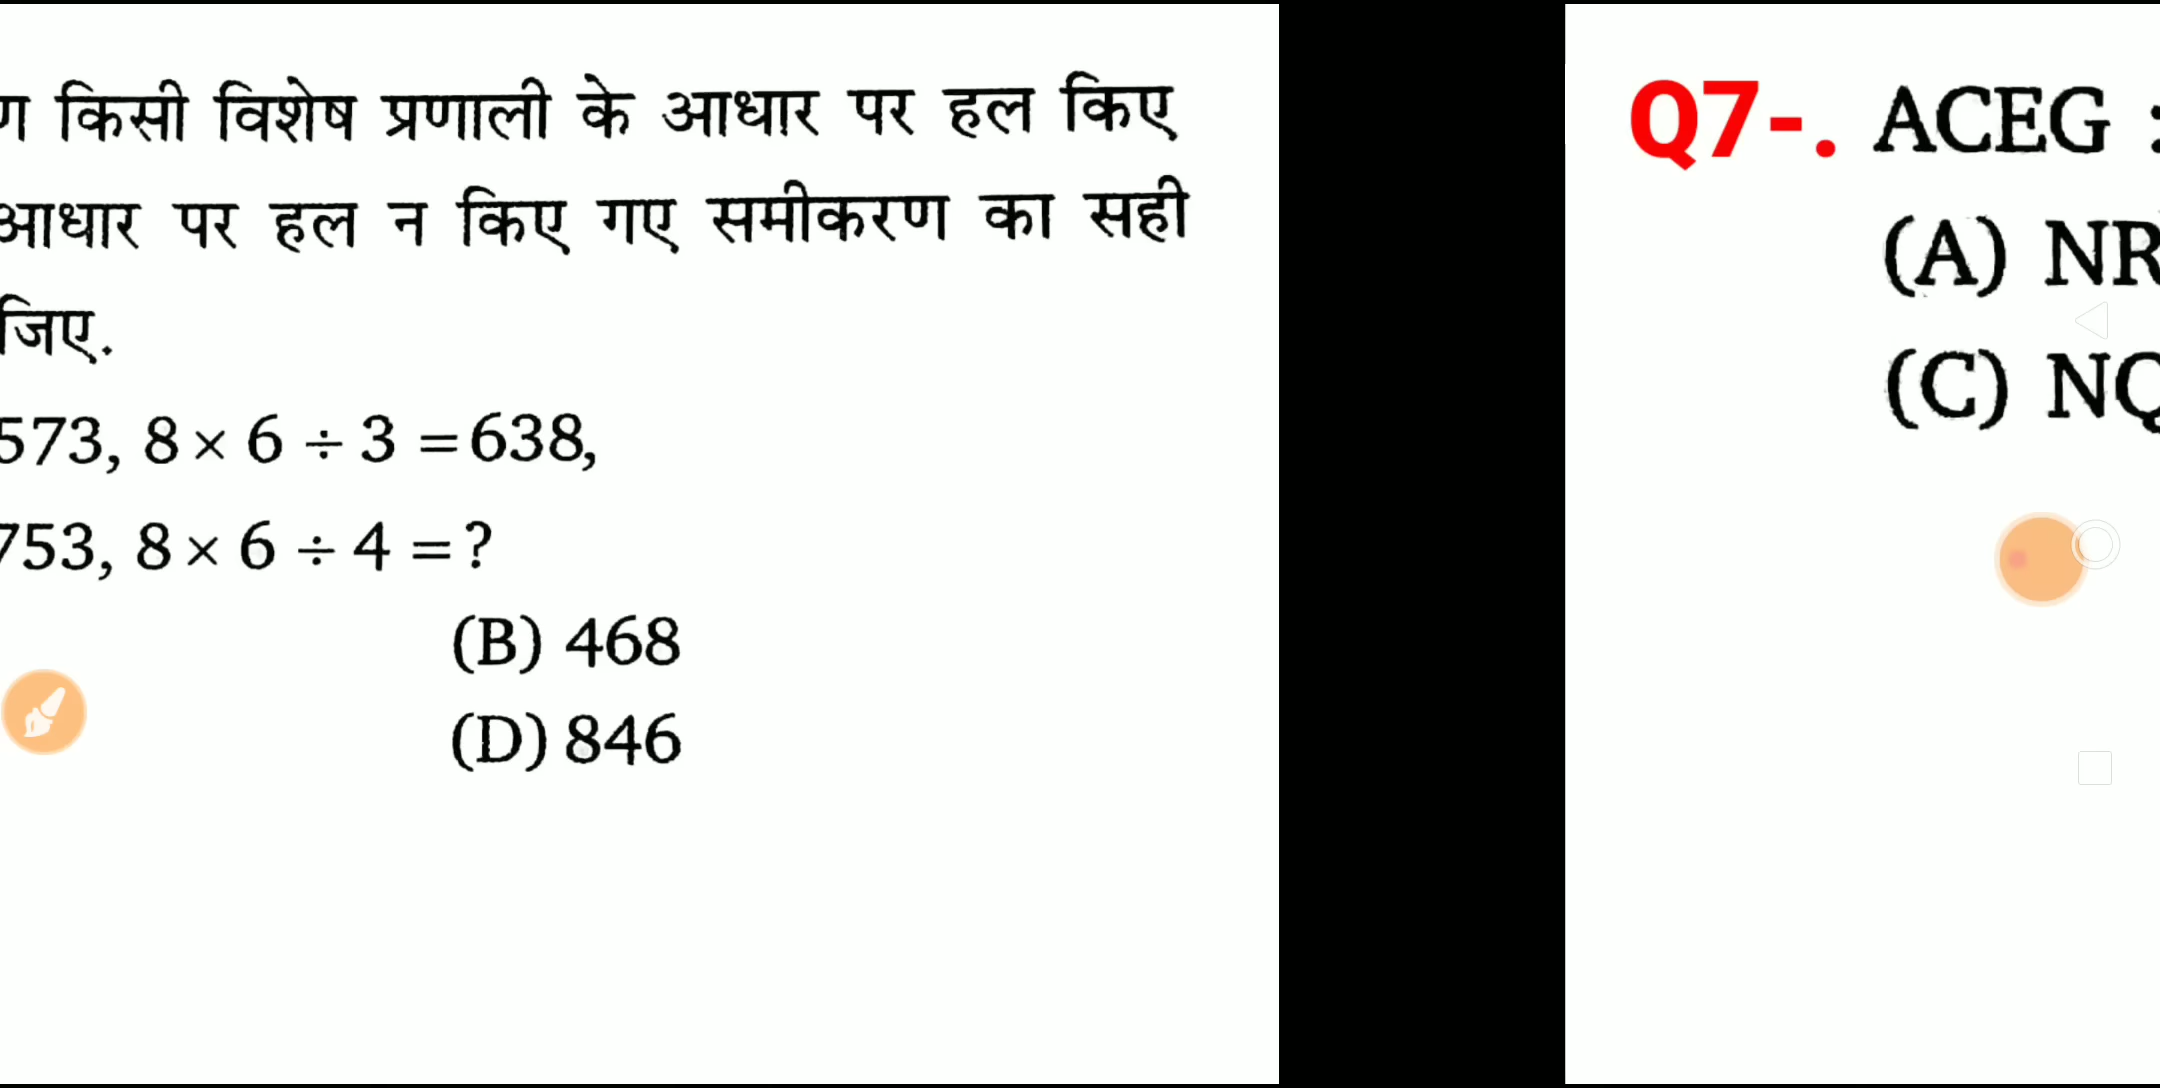 किसी विशेष प्रणाली के आधार पर हल किए
आधार पर हल न किए गए समीकरण का सही
जिए.
573, 8 × 6 ÷ 3 = 638,
753, 8 × 6 ÷ 4 = ?
(B) 468
(D) 846
Q7-. ACEG :
(A) NR
(C) NQ